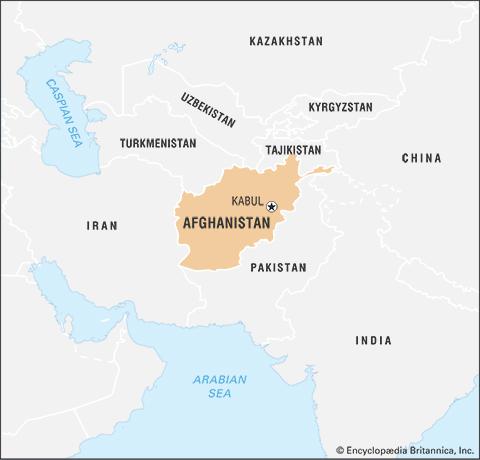 KAZAKHSTAN
CASPIAN SEA
UZBEKISTAN
KYRGYZSTAN
TURKMENISTAN
TAJIKISTAN
CHINA
KABUL
AFGHANISTAN
IRAN
PAKISTAN
INDIA
ARABIAN
SEA
© Encyclopædia Britannica, Inc.